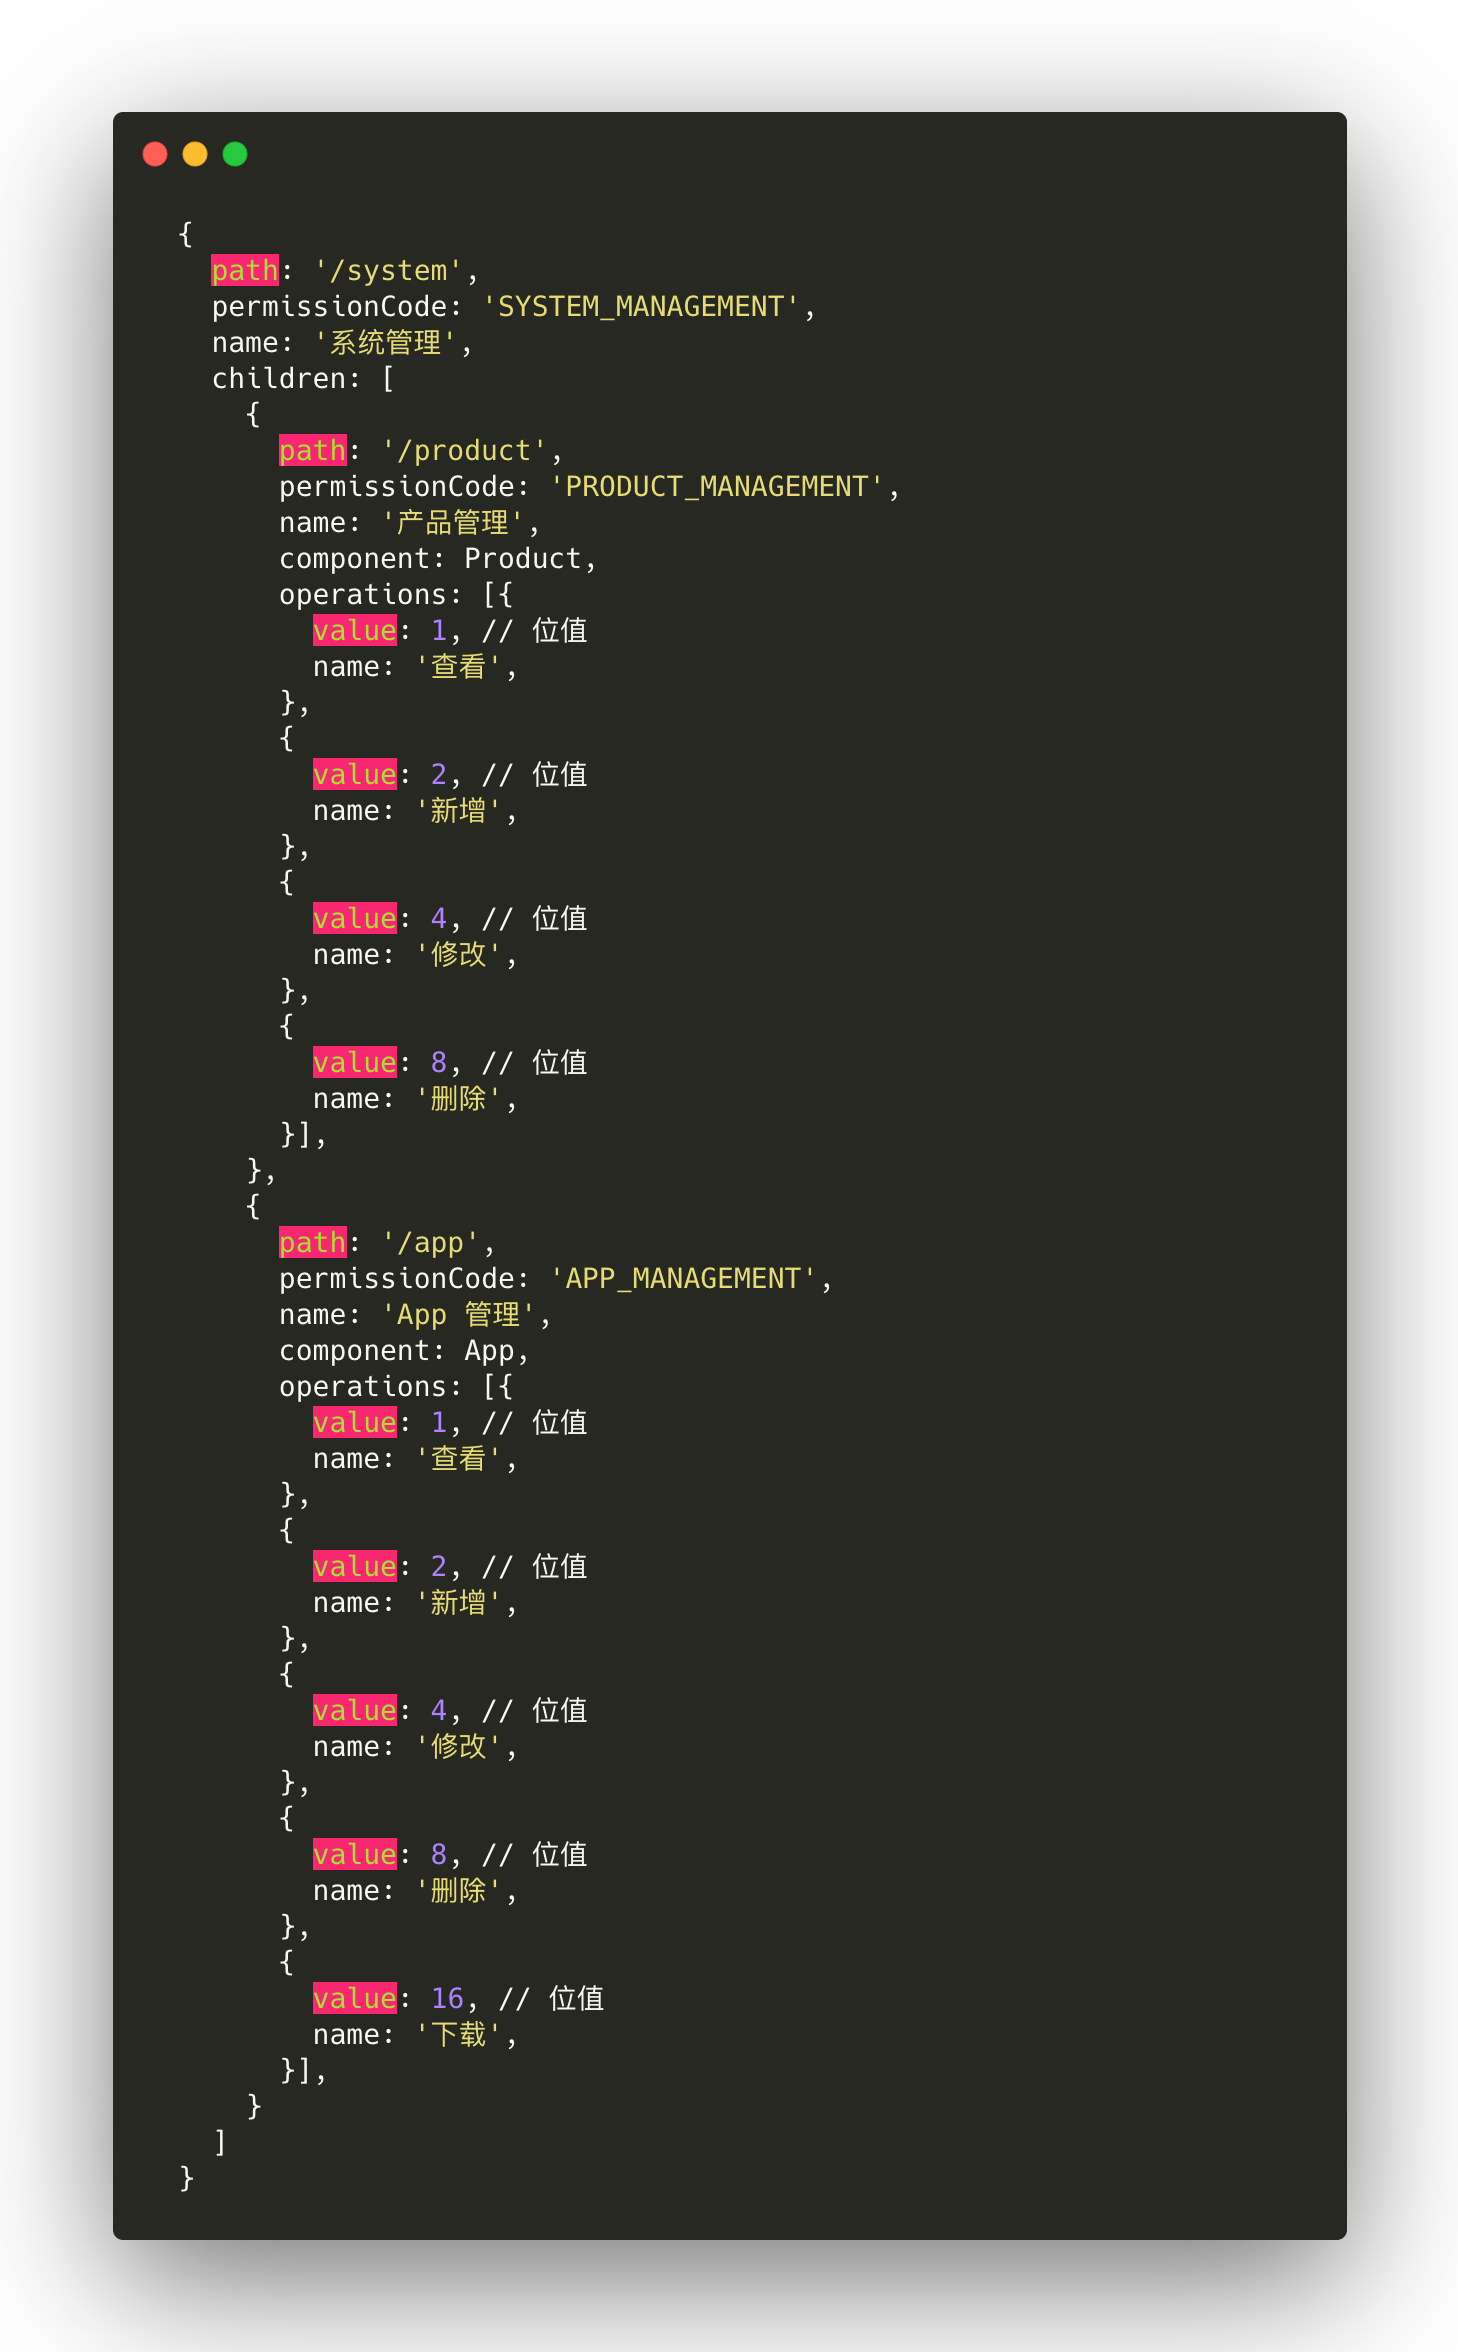 {
  path: '/system',
  permissionCode: 'SYSTEM_MANAGEMENT',
  name: '系统管理',
  children: [
    {
      path: '/product',
      permissionCode: 'PRODUCT_MANAGEMENT',
      name: '产品管理',
      component: Product,
      operations: [{
        value: 1, // 位值
        name: '查看',
      },
      {
        value: 2, // 位值
        name: '新增',
      },
      {
        value: 4, // 位值
        name: '修改',
      },
      {
        value: 8, // 位值
        name: '删除',
      }],
    },
    {
      path: '/app',
      permissionCode: 'APP_MANAGEMENT',
      name: 'App 管理',
      component: App,
      operations: [{
        value: 1, // 位值
        name: '查看',
      },
      {
        value: 2, // 位值
        name: '新增',
      },
      {
        value: 4, // 位值
        name: '修改',
      },
      {
        value: 8, // 位值
        name: '删除',
      },
      {
        value: 16, // 位值
        name: '下载',
      }],
    }
  ]
}